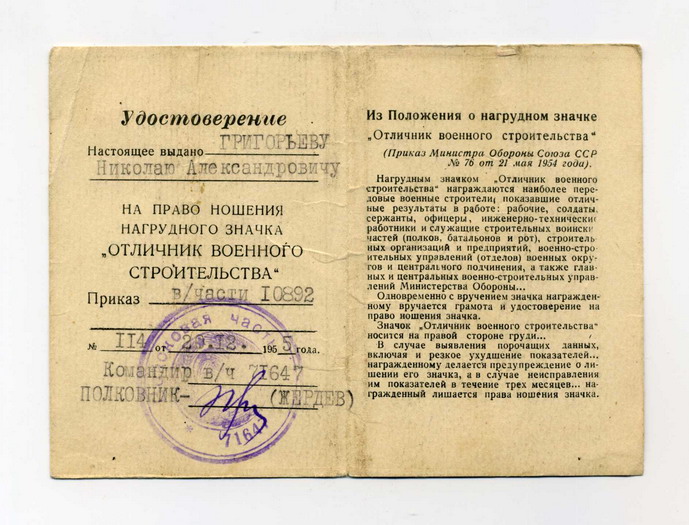 Удостоверение
Настоящее выдано ГРИГОРЬЕВУ
Николаю Александровичу
НА ПРАВО НОШЕНИЯ
НАГРУДНОГО ЗНАЧКА
„ОТЛИЧНИК ВОЕННОГО
СТРОИТЕЛЬСТВА“
Приказ в/части I0892
№ II4 от 29.I2. 1955 года.
Командир в/ч 7I647
ПОЛКОВНИК- (ЖЕРДЕВ)
71647
Из Положения о нагрудном значке
„Отличник военного строительства“
(Приказ Министра Обороны Союза ССР
№ 76 от 21 мая 1954 года).
Нагрудным значком „Отличник военного
строительства“ награждаются наиболее пере-
довые военные строители, показавшие отлич-
ные результаты в работе: рабочие, солдаты,
сержанты, офицеры, инженерно-технически
работники и служащие строительных воински
частей (полков, батальонов и рот), строитель
ных организаций и предприятий, военно-стро
ительных управлений (отделов) военных окру-
гов и центрального подчинения, а также глав-
ных и центральных военно-строительных управ-
лений Министерства Обороны...
Одновременно с вручением значка награжден-
ному вручается грамота и удостоверение на
право ношения значка.
Значок „Отличник военного строительства“
носится на правой стороне груди...
В случае выявления порочащих данных,
включая и резкое ухудшение показателей..,
награжденному делается предупреждение о ли-
шении его значка, а в случае неисправления
им показателей в течение трех месяцев... на-
гражденный лишается права ношения значка.